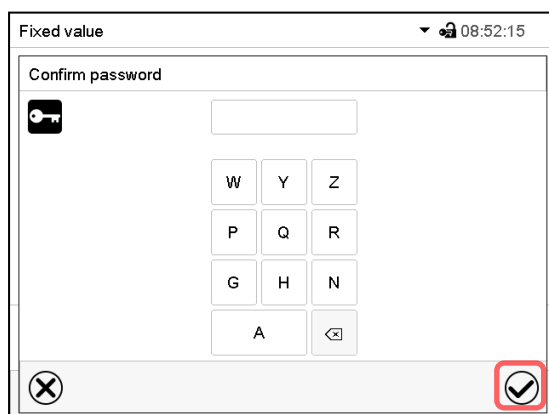 Fixed value 08:52:15
Confirm password
W Y Z
P Q R
G H N
A